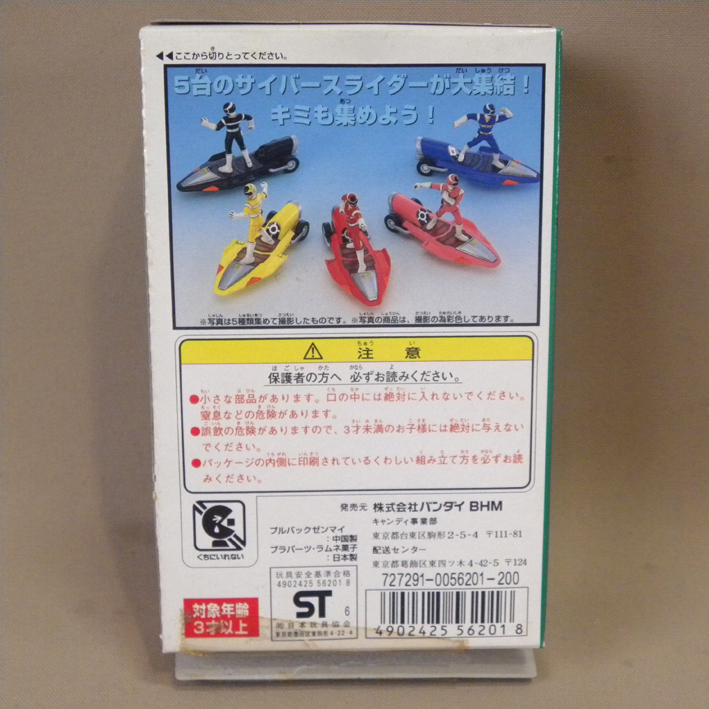 ◀◀ここから切りとってください。
5台のサイバースライダーが大集結！
キミも集めよう！
※写真は5種類集めて撮影したものです。※写真の商品は、撮影の為彩色してあります。
⚠ 注意
保護者の方へ 必ずお読みください。
●小さな部品があります。口の中には絶対に入れないでください。
窒息などの危険があります。
●誤飲の危険がありますので、3才未満のお子様には絶対に与えない
でください。
●パッケージの内側に印刷されているくわしい組み立て方を必ずお読
みください。
くちにいれない
プルバックゼンマイ
：中国製
プラパーツ・ラムネ菓子
：日本製
発売元 株式会社バンダイ BHM
キャンディ事業部
東京都台東区駒形2-5-4 〒111-81
配送センター
東京都葛飾区東四ツ木4-42-5 〒124
727291-0056201-200
対象年齢
3才以上
玩具安全基準合格
4902425 56201 8
ST 6
㈳日本玩具協会
東京都墨田区東駒形4-22-4
4902425 562018